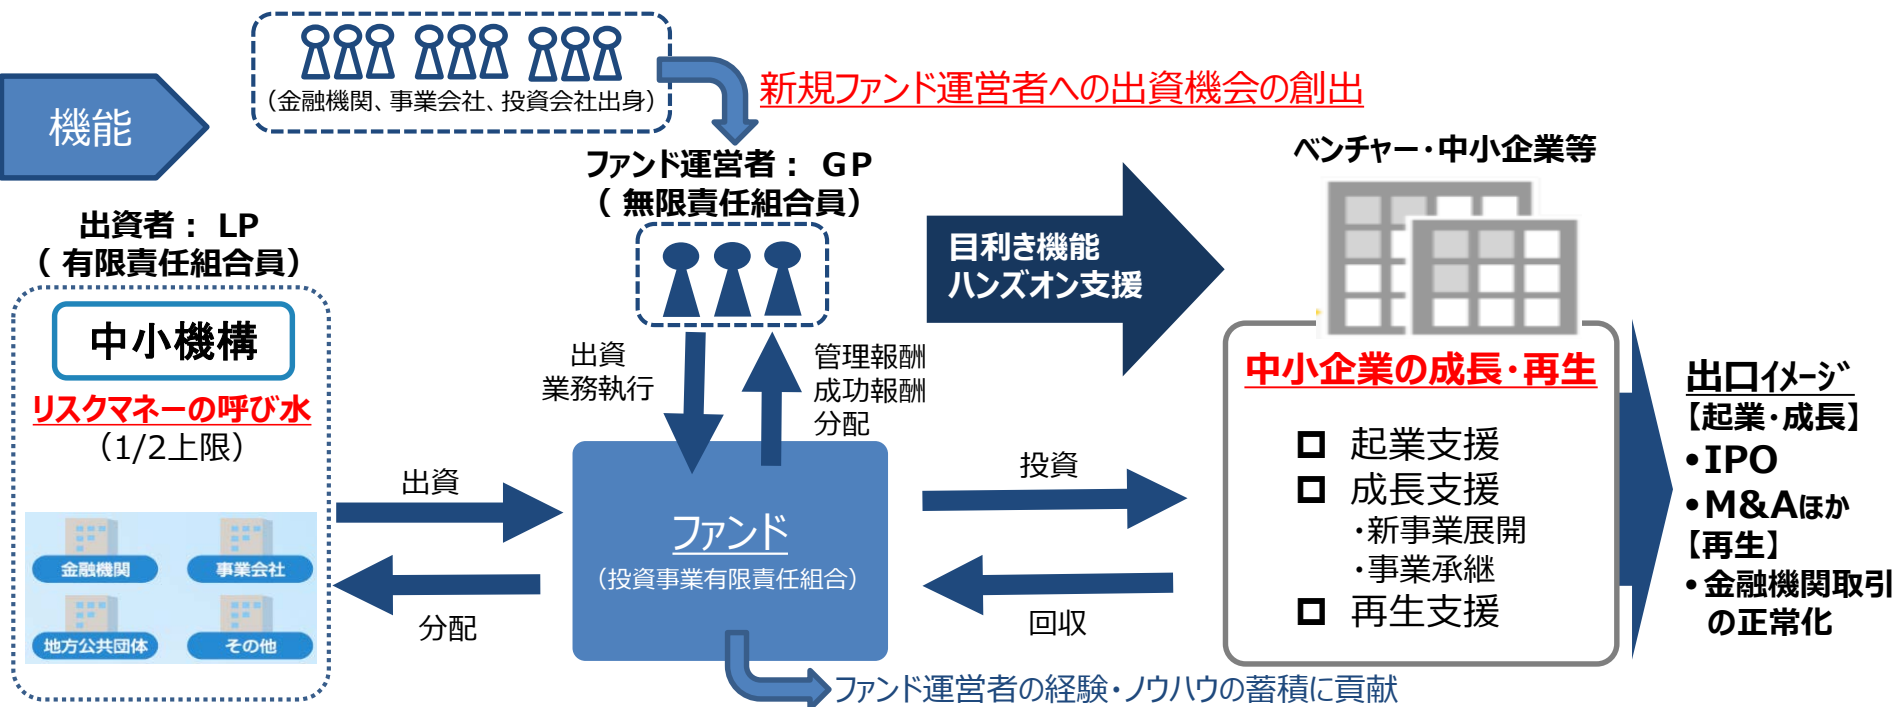 機能
(金融機関、事業会社、投資会社出身)
新規ファンド運営者への出資機会の創出
ファンド運営者： GP
( 無限責任組合員)
出資者： LP
( 有限責任組合員)
中小機構
リスクマネーの呼び水
(1/2上限)
金融機関
事業会社
地方公共団体
その他
出資
分配
出資
業務執行
管理報酬
成功報酬
分配
ファンド
(投資事業有限責任組合)
ファンド運営者の経験・ノウハウの蓄積に貢献
目利き機能
ハンズオン支援
投資
回収
ベンチャー・中小企業等
中小企業の成長・再生
□ 起業支援
□ 成長支援
・新事業展開
・事業承継
□ 再生支援
出口ｲﾒｰｼﾞ
【起業・成長】
•IPO
•M&Aほか
【再生】
•金融機関取引
の正常化